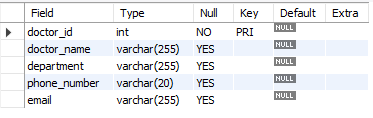 Field Type Null Key Default Extra
doctor_id int NO PRI NULL
doctor_name varchar(255) YES NULL
department varchar(255) YES NULL
phone_number varchar(20) YES NULL
email varchar(255) YES NULL